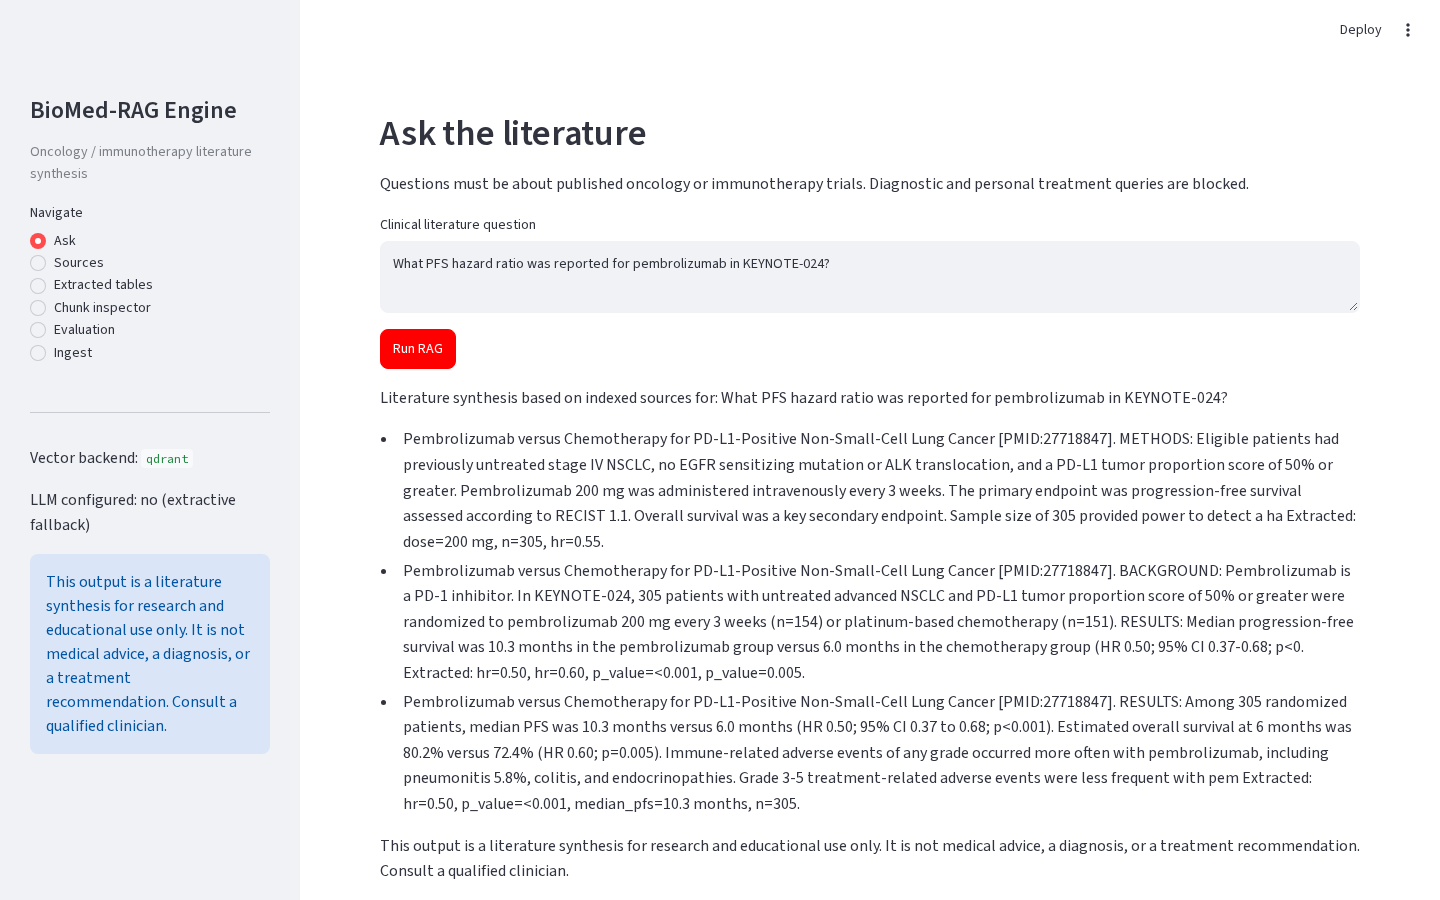 Deploy
BioMed-RAG Engine
Oncology / immunotherapy literature
synthesis
Navigate
Ask
Sources
Extracted tables
Chunk inspector
Evaluation
Ingest
Vector backend: qdrant
LLM configured: no (extractive
fallback)
This output is a literature
synthesis for research and
educational use only. It is not
medical advice, a diagnosis, or
a treatment
recommendation. Consult a
qualified clinician.
Ask the literature
Questions must be about published oncology or immunotherapy trials. Diagnostic and personal treatment queries are blocked.
Clinical literature question
What PFS hazard ratio was reported for pembrolizumab in KEYNOTE-024?
Run RAG
Literature synthesis based on indexed sources for: What PFS hazard ratio was reported for pembrolizumab in KEYNOTE-024?
• Pembrolizumab versus Chemotherapy for PD-L1-Positive Non-Small-Cell Lung Cancer [PMID:27718847]. METHODS: Eligible patients had
previously untreated stage IV NSCLC, no EGFR sensitizing mutation or ALK translocation, and a PD-L1 tumor proportion score of 50% or
greater. Pembrolizumab 200 mg was administered intravenously every 3 weeks. The primary endpoint was progression-free survival
assessed according to RECIST 1.1. Overall survival was a key secondary endpoint. Sample size of 305 provided power to detect a ha Extracted:
dose=200 mg, n=305, hr=0.55.
• Pembrolizumab versus Chemotherapy for PD-L1-Positive Non-Small-Cell Lung Cancer [PMID:27718847]. BACKGROUND: Pembrolizumab is
a PD-1 inhibitor. In KEYNOTE-024, 305 patients with untreated advanced NSCLC and PD-L1 tumor proportion score of 50% or greater were
randomized to pembrolizumab 200 mg every 3 weeks (n=154) or platinum-based chemotherapy (n=151). RESULTS: Median progression-free
survival was 10.3 months in the pembrolizumab group versus 6.0 months in the chemotherapy group (HR 0.50; 95% CI 0.37-0.68; p<0.
Extracted: hr=0.50, hr=0.60, p_value=<0.001, p_value=0.005.
• Pembrolizumab versus Chemotherapy for PD-L1-Positive Non-Small-Cell Lung Cancer [PMID:27718847]. RESULTS: Among 305 randomized
patients, median PFS was 10.3 months versus 6.0 months (HR 0.50; 95% CI 0.37 to 0.68; p<0.001). Estimated overall survival at 6 months was
80.2% versus 72.4% (HR 0.60; p=0.005). Immune-related adverse events of any grade occurred more often with pembrolizumab, including
pneumonitis 5.8%, colitis, and endocrinopathies. Grade 3-5 treatment-related adverse events were less frequent with pem Extracted:
hr=0.50, p_value=<0.001, median_pfs=10.3 months, n=305.
This output is a literature synthesis for research and educational use only. It is not medical advice, a diagnosis, or a treatment recommendation.
Consult a qualified clinician.